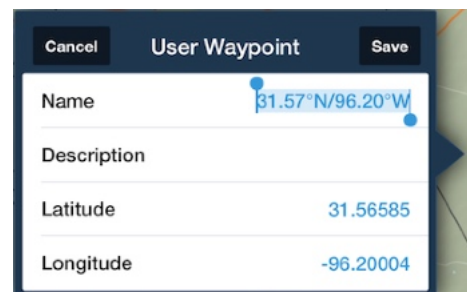 Cancel User Waypoint Save
Name 31.57°N/96.20°W
Description
Latitude 31.56585
Longitude -96.20004